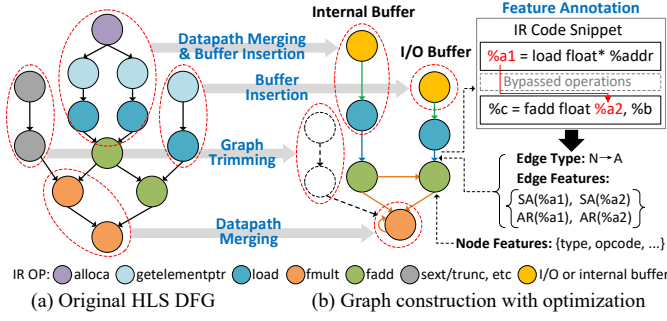 Internal Buffer
Feature Annotation
IR Code Snippet
%a1 = load float* %addr
Bypassed operations
%c = fadd float %a2, %b
Datapath Merging
& Buffer Insertion
I/O Buffer
Buffer
Insertion
Graph
Trimming
Datapath
Merging
Edge Type: N→A
Edge Features:
SA(%a1), SA(%a2)
AR(%a1), AR(%a2)
Node Features: {type, opcode, ...}
IR OP: alloca getelementptr load fmult fadd sext/trunc, etc I/O or internal buffer
(a) Original HLS DFG (b) Graph construction with optimization